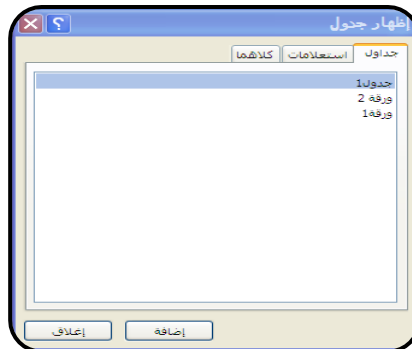 إظهار جدول
جداول استعلامات كلاهما
جدول1
ورقة 2
ورقة1
إضافة إغلاق